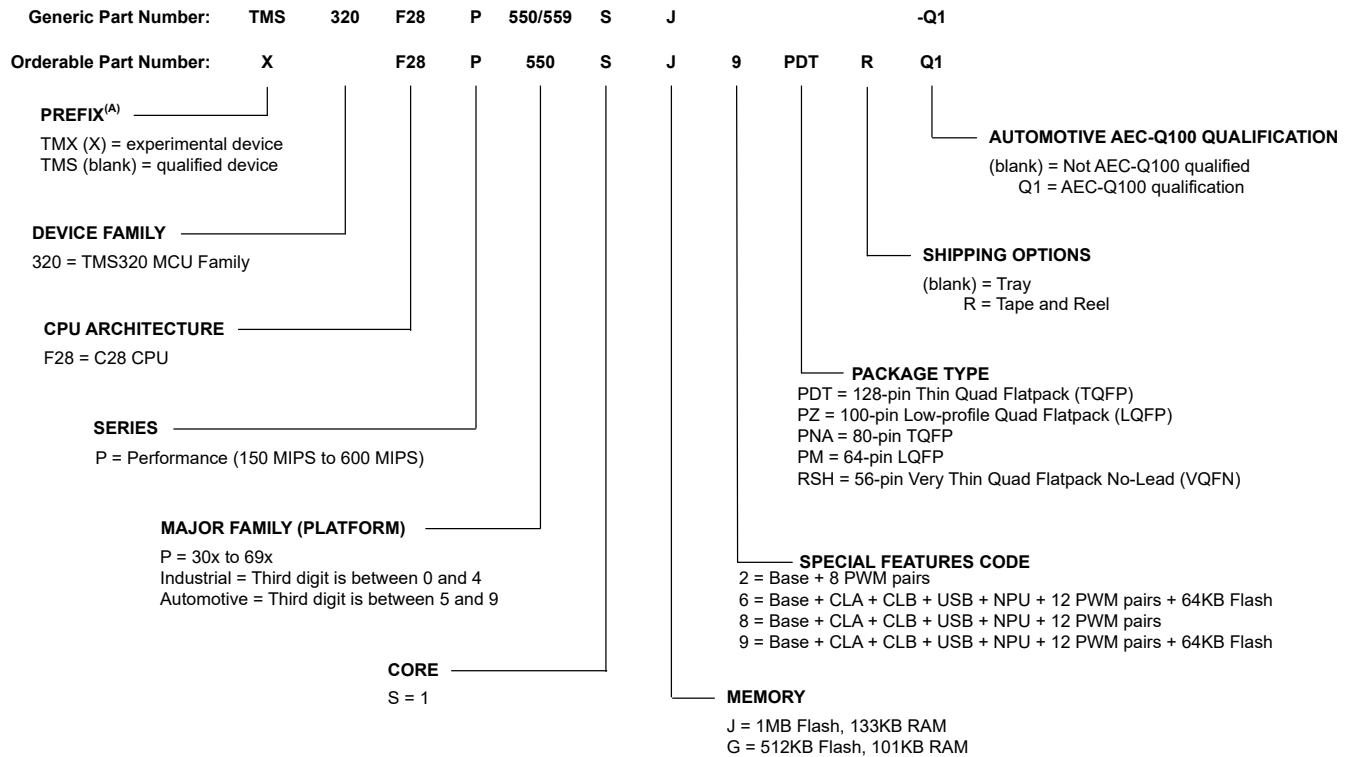 Generic Part Number: TMS 320 F28 P 550/559 S J -Q1
Orderable Part Number: X F28 P 550 S J 9 PDT R Q1
PREFIX(A)
TMX (X) = experimental device
TMS (blank) = qualified device
AUTOMOTIVE AEC-Q100 QUALIFICATION
(blank) = Not AEC-Q100 qualified
Q1 = AEC-Q100 qualification
DEVICE FAMILY
320 = TMS320 MCU Family
SHIPPING OPTIONS
(blank) = Tray
R = Tape and Reel
CPU ARCHITECTURE
F28 = C28 CPU
PACKAGE TYPE
PDT = 128-pin Thin Quad Flatpack (TQFP)
PZ = 100-pin Low-profile Quad Flatpack (LQFP)
PNA = 80-pin TQFP
PM = 64-pin LQFP
RSH = 56-pin Very Thin Quad Flatpack No-Lead (VQFN)
SERIES
P = Performance (150 MIPS to 600 MIPS)
MAJOR FAMILY (PLATFORM)
P = 30x to 69x
Industrial = Third digit is between 0 and 4
Automotive = Third digit is between 5 and 9
SPECIAL FEATURES CODE
2 = Base + 8 PWM pairs
6 = Base + CLA + CLB + USB + NPU + 12 PWM pairs + 64KB Flash
8 = Base + CLA + CLB + USB + NPU + 12 PWM pairs
9 = Base + CLA + CLB + USB + NPU + 12 PWM pairs + 64KB Flash
CORE
S = 1
MEMORY
J = 1MB Flash, 133KB RAM
G = 512KB Flash, 101KB RAM